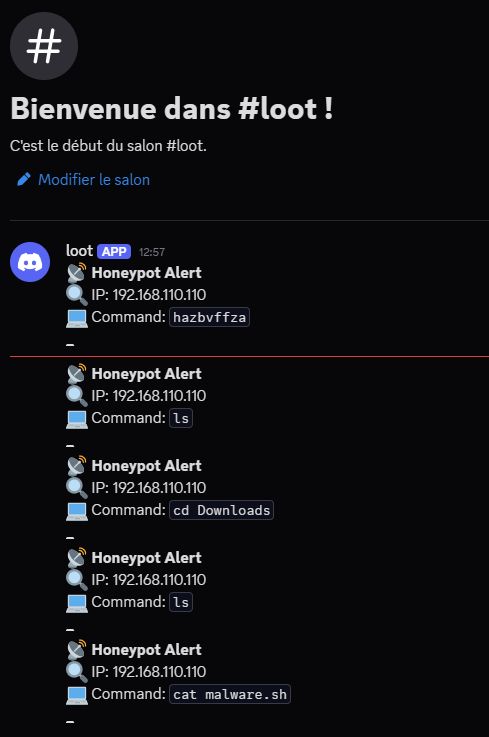 #
Bienvenue dans #loot !
C'est le début du salon #loot.
Modifier le salon
loot APP 12:57
Honeypot Alert
IP: 192.168.110.110
Command: hazbvffza
Honeypot Alert
IP: 192.168.110.110
Command: ls
Honeypot Alert
IP: 192.168.110.110
Command: cd Downloads
Honeypot Alert
IP: 192.168.110.110
Command: ls
Honeypot Alert
IP: 192.168.110.110
Command: cat malware.sh